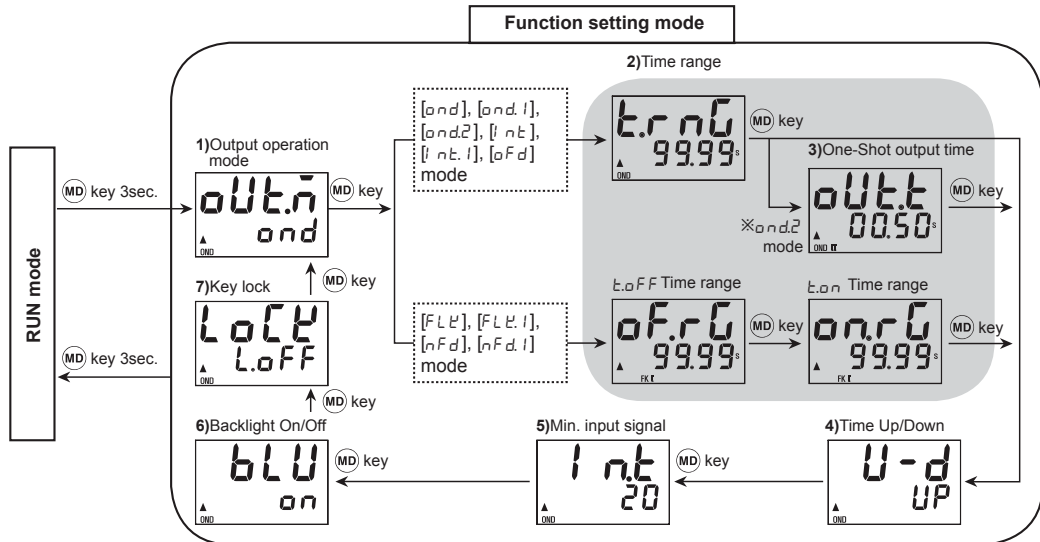 Function setting mode
RUN mode
MD key 3sec.
MD key 3sec.
1)Output operation
mode
oUt.m
ond
OND
MD key
[ond], [ond.1],
[ond.2], [Int],
[Int.1], [oFd]
mode
2)Time range
t.rnG
99.99s
OND
MD key
3)One-Shot output time
oUt.t
00.50s
OND
※ond.2
mode
MD key
[FLK], [FLK.1],
[nFd], [nFd.1]
mode
t.oFF Time range
oF.rG
99.99s
FK
MD key
t.on Time range
on.rG
99.99s
FK
MD key
4)Time Up/Down
U-d
UP
OND
MD key
5)Min. input signal
In.t
20
OND
MD key
6)Backlight On/Off
bLU
on
OND
MD key
7)Key lock
LoCK
L.oFF
OND
MD key